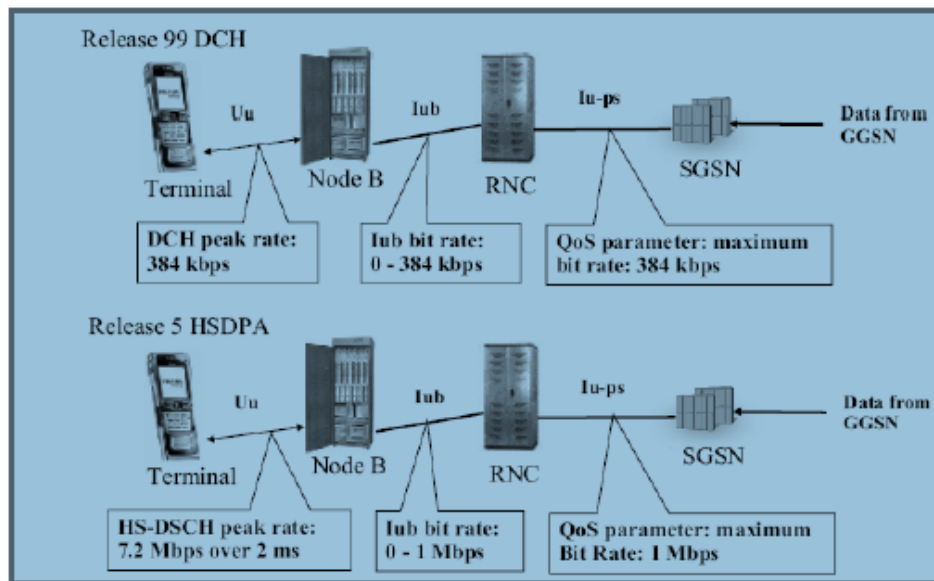 Release 99 DCH
Uu
Iub
Iu-ps
Data from
GGSN
Terminal
Node B
RNC
SGSN
DCH peak rate:
384 kbps
Iub bit rate:
0 - 384 kbps
QoS parameter: maximum
bit rate: 384 kbps
Release 5 HSDPA
Uu
Iub
Iu-ps
Data from
GGSN
Terminal
Node B
RNC
SGSN
HS-DSCH peak rate:
7.2 Mbps over 2 ms
Iub bit rate:
0 - 1 Mbps
QoS parameter: maximum
Bit Rate: 1 Mbps